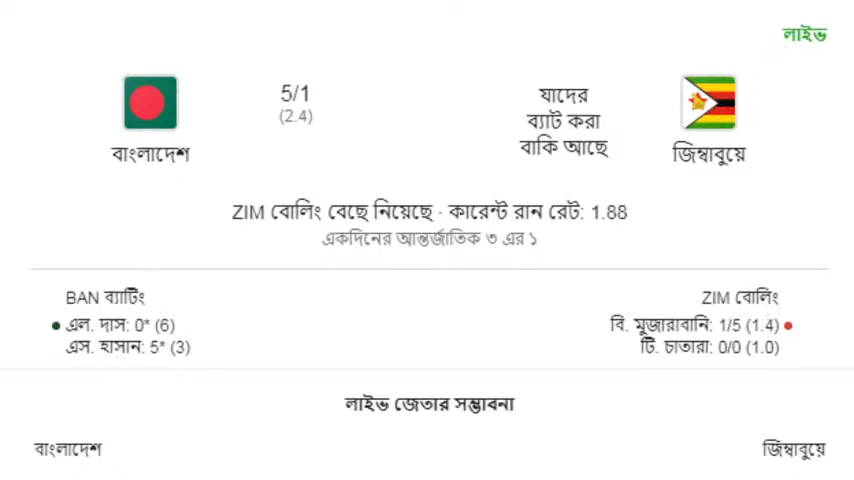 লাইভ
5/1
(2.4)
যাদের
ব্যাট করা
বাকি আছে
বাংলাদেশ
জিম্বাবুয়ে
ZIM বোলিং বেছে নিয়েছে · কারেন্ট রান রেট: 1.88
একদিনের আন্তর্জাতিক ৩ এর ১
BAN ব্যাটিং
ZIM বোলিং
এল. দাস: 0* (6)
বি. মুজারাবানি: 1/5 (1.4)
এস. হাসান: 5* (3)
টি. চাতারা: 0/0 (1.0)
লাইভ জেতার সম্ভাবনা
বাংলাদেশ
জিম্বাবুয়ে